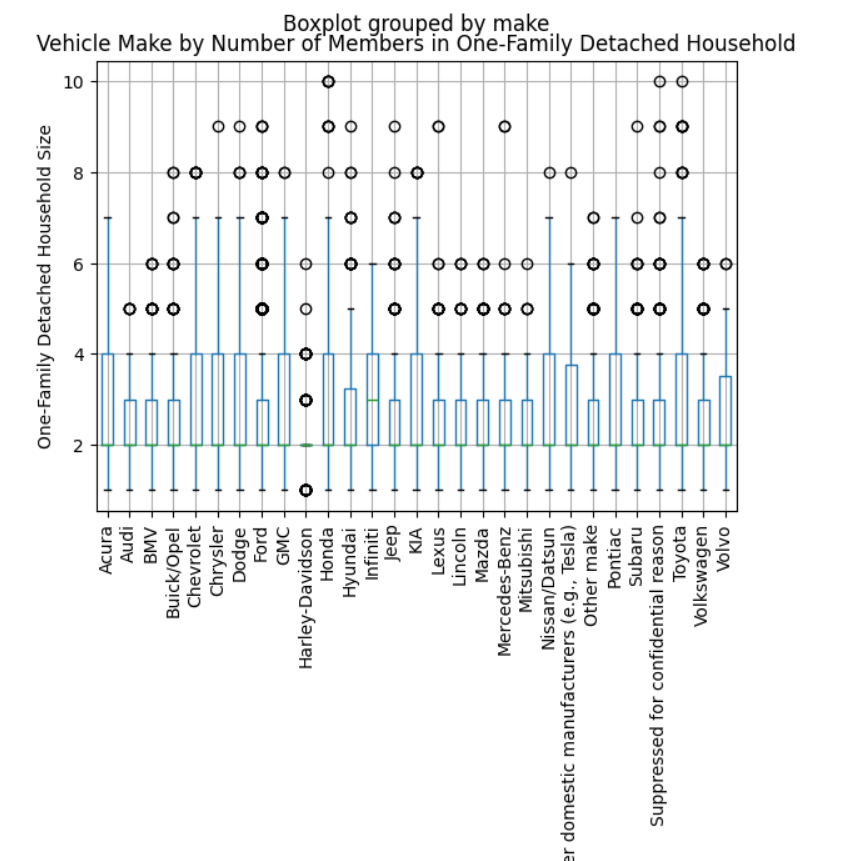 Boxplot grouped by make
Vehicle Make by Number of Members in One-Family Detached Household
One-Family Detached Household Size
10
8
6
4
2
Acura
Audi
BMV
Buick/Opel
Chevrolet
Chrysler
Dodge
Ford
GMC
Harley-Davidson
Honda
Hyundai
Infiniti
Jeep
KIA
Lexus
Lincoln
Mazda
Mercedes-Benz
Mitsubishi
Nissan/Datsun
domestic manufacturers (e.g., Tesla)
Other make
Pontiac
Subaru
Suppressed for confidential reason
Toyota
Volkswagen
Volvo